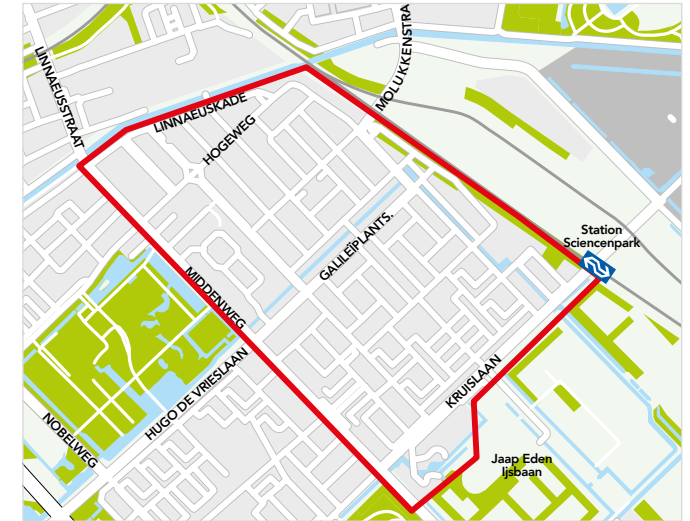 LINNAEUSSTRAAT
LINNAEUSKADE
HOGEWEG
MOLUKKENSTRA
Station
Sciencenpark
GALILEÏPLANTS.
MIDDENWEG
HUGO DE VRIESLAAN
KRUISLAAN
NOBELWEG
Jaap Eden
Ijsbaan